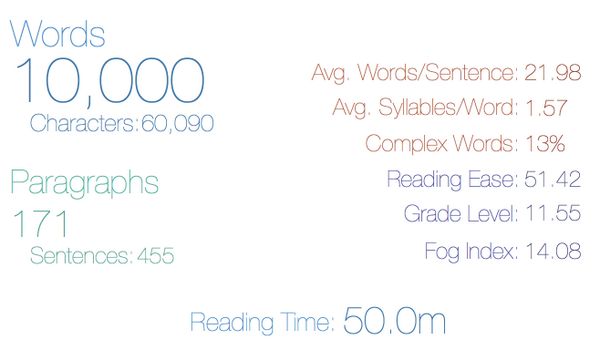 Words
10,000
Characters: 60,090
Paragraphs
171
Sentences: 455
Avg. Words/Sentence: 21.98
Avg. Syllables/Word: 1.57
Complex Words: 13%
Reading Ease: 51.42
Grade Level: 11.55
Fog Index: 14.08
Reading Time: 50.0m